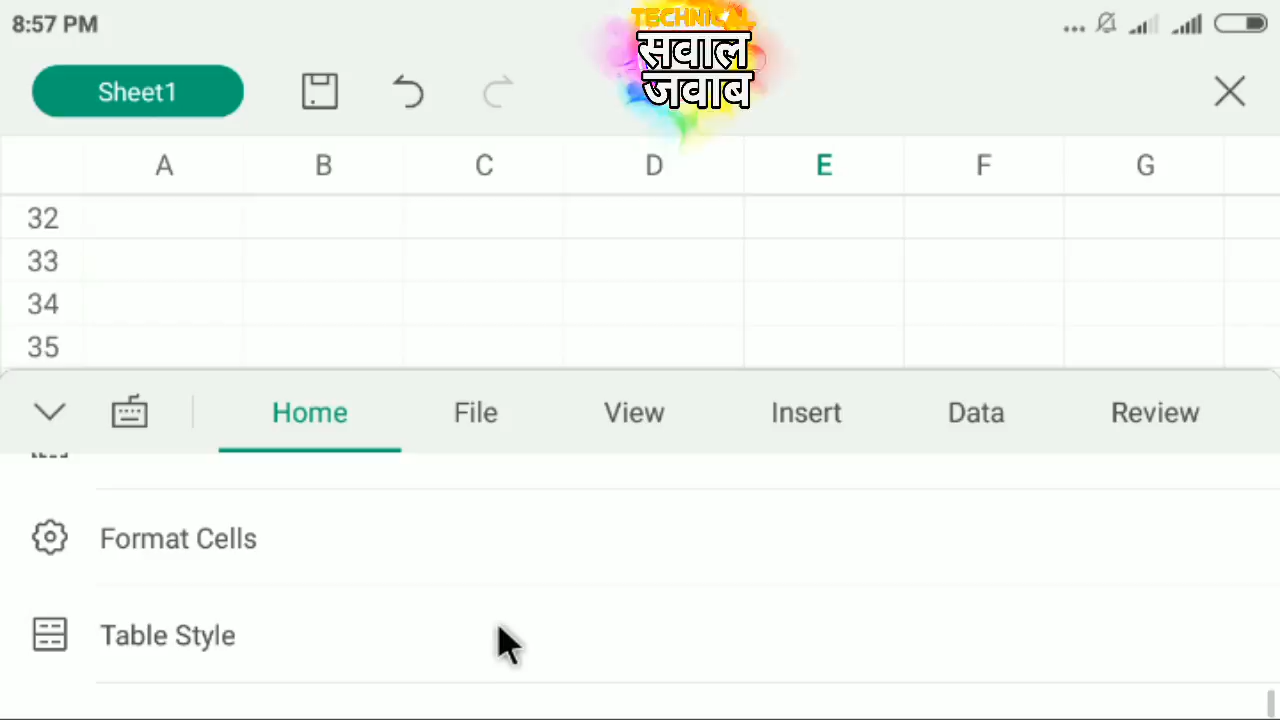 8:57 PM
TECHNICAL
सवाल
जवाब
Sheet1
A B C D E F G
32
33
34
35
Home File View Insert Data Review
Format Cells
Table Style